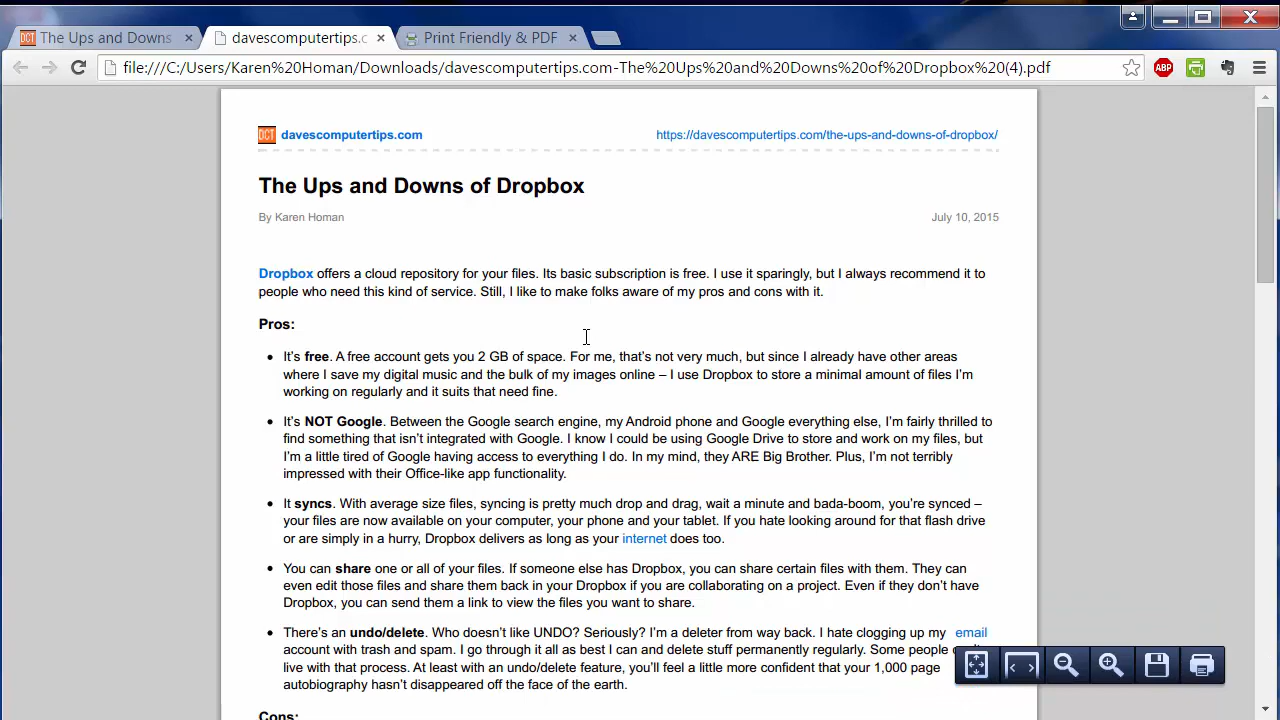 The Ups and Downs
davescomputertips.c
Print Friendly & PDF
file:///C:/Users/Karen%20Homan/Downloads/davescomputertips.com-The%20Ups%20and%20Downs%20of%20Dropbox%20(4).pdf
ABP
DCT davescomputertips.com
https://davescomputertips.com/the-ups-and-downs-of-dropbox/
The Ups and Downs of Dropbox
By Karen Homan
July 10, 2015
Dropbox offers a cloud repository for your files. Its basic subscription is free. I use it sparingly, but I always recommend it to
people who need this kind of service. Still, I like to make folks aware of my pros and cons with it.
Pros:
• It’s free. A free account gets you 2 GB of space. For me, that’s not very much, but since I already have other areas
where I save my digital music and the bulk of my images online – I use Dropbox to store a minimal amount of files I’m
working on regularly and it suits that need fine.
• It’s NOT Google. Between the Google search engine, my Android phone and Google everything else, I’m fairly thrilled to
find something that isn’t integrated with Google. I know I could be using Google Drive to store and work on my files, but
I’m a little tired of Google having access to everything I do. In my mind, they ARE Big Brother. Plus, I’m not terribly
impressed with their Office-like app functionality.
• It syncs. With average size files, syncing is pretty much drop and drag, wait a minute and bada-boom, you’re synced –
your files are now available on your computer, your phone and your tablet. If you hate looking around for that flash drive
or are simply in a hurry, Dropbox delivers as long as your internet does too.
• You can share one or all of your files. If someone else has Dropbox, you can share certain files with them. They can
even edit those files and share them back in your Dropbox if you are collaborating on a project. Even if they don’t have
Dropbox, you can send them a link to view the files you want to share.
• There’s an undo/delete. Who doesn’t like UNDO? Seriously? I’m a deleter from way back. I hate clogging up my email
account with trash and spam. I go through it all as best I can and delete stuff permanently regularly. Some people
live with that process. At least with an undo/delete feature, you’ll feel a little more confident that your 1,000 page
autobiography hasn’t disappeared off the face of the earth.
Cons: